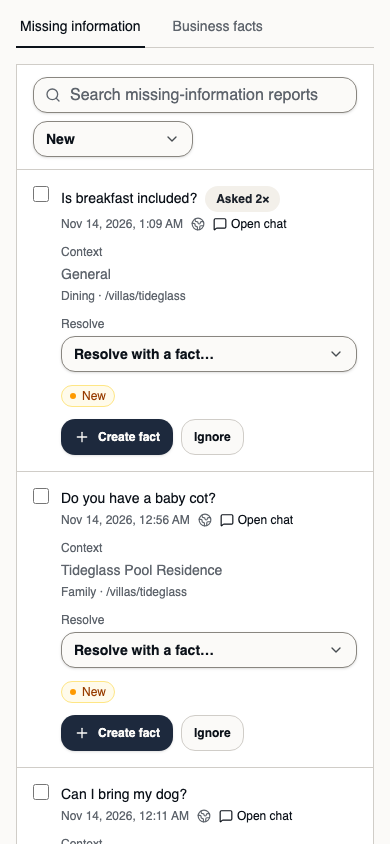 Missing information
Business facts
Search missing-information reports
New
Is breakfast included?
Asked 2×
Nov 14, 2026, 1:09 AM
Open chat
Context
General
Dining · /villas/tideglass
Resolve
Resolve with a fact…
New
Create fact
Ignore
Do you have a baby cot?
Nov 14, 2026, 12:56 AM
Open chat
Context
Tideglass Pool Residence
Family · /villas/tideglass
Resolve
Resolve with a fact…
New
Create fact
Ignore
Can I bring my dog?
Nov 14, 2026, 12:11 AM
Open chat
Context